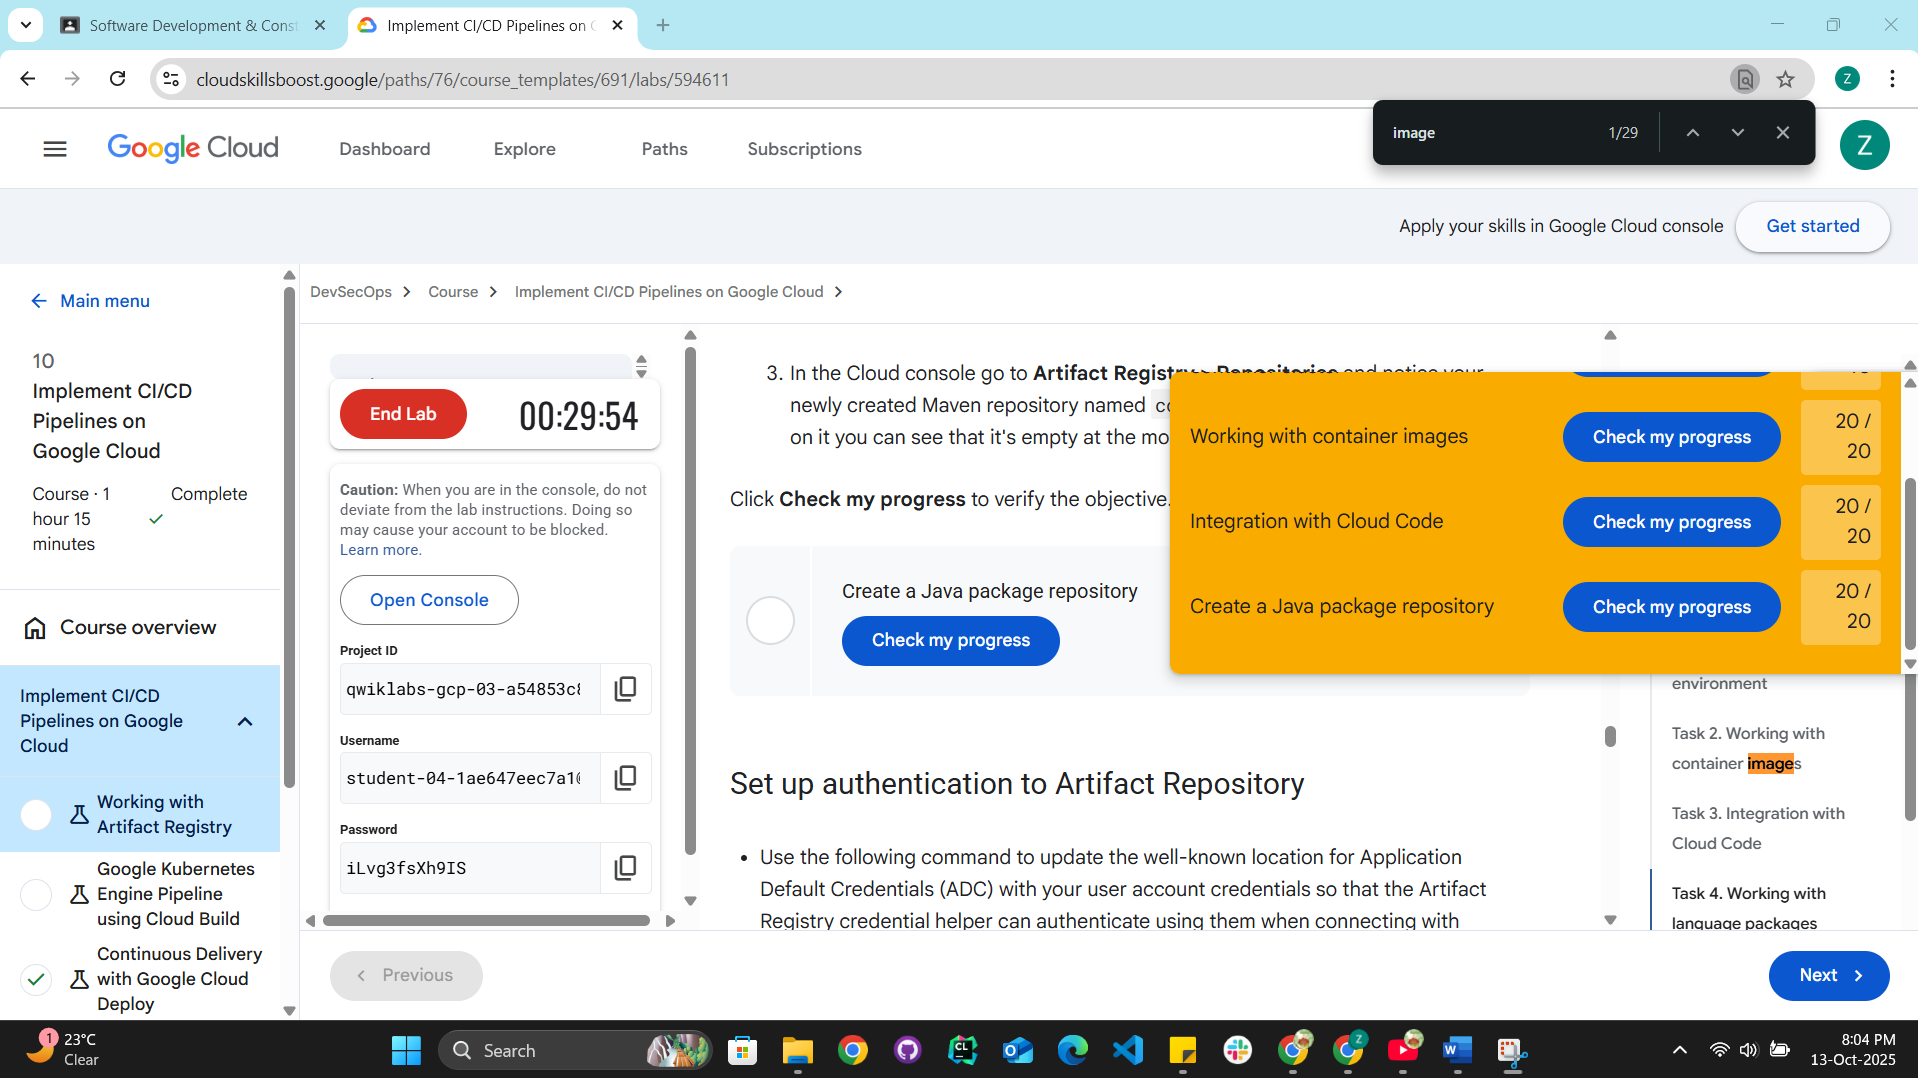 Software Development & Const
Implement CI/CD Pipelines on G
cloudskillsboost.google/paths/76/course_templates/691/labs/594611
Z
image
1/29
Google Cloud
Dashboard
Explore
Paths
Subscriptions
Z
Apply your skills in Google Cloud console
Get started
Main menu
10
Implement CI/CD
Pipelines on
Google Cloud
Course · 1
hour 15
minutes
Complete
Course overview
Implement CI/CD
Pipelines on Google
Cloud
Working with
Artifact Registry
Google Kubernetes
Engine Pipeline
using Cloud Build
Continuous Delivery
with Google Cloud
Deploy
DevSecOps
Course
Implement CI/CD Pipelines on Google Cloud
End Lab
00:29:54
Caution: When you are in the console, do not
deviate from the lab instructions. Doing so
may cause your account to be blocked.
Learn more.
Open Console
Project ID
qwiklabs-gcp-03-a54853c8
Username
student-04-1ae647eec7a10
Password
iLvg3fsXh9IS
3. In the Cloud console go to Artifact Registry > Repositories and notice your
newly created Maven repository named
on it you can see that it's empty at the mo
Click Check my progress to verify the objective.
Create a Java package repository
Check my progress
Set up authentication to Artifact Repository
• Use the following command to update the well-known location for Application
Default Credentials (ADC) with your user account credentials so that the Artifact
Registry credential helper can authenticate using them when connecting with
Working with container images
Check my progress
20 /
20
Integration with Cloud Code
Check my progress
20 /
20
Create a Java package repository
Check my progress
20 /
20
environment
Task 2. Working with
container images
Task 3. Integration with
Cloud Code
Task 4. Working with
language packages
Previous
Next
1
23°C
Clear
Search
8:04 PM
13-Oct-2025